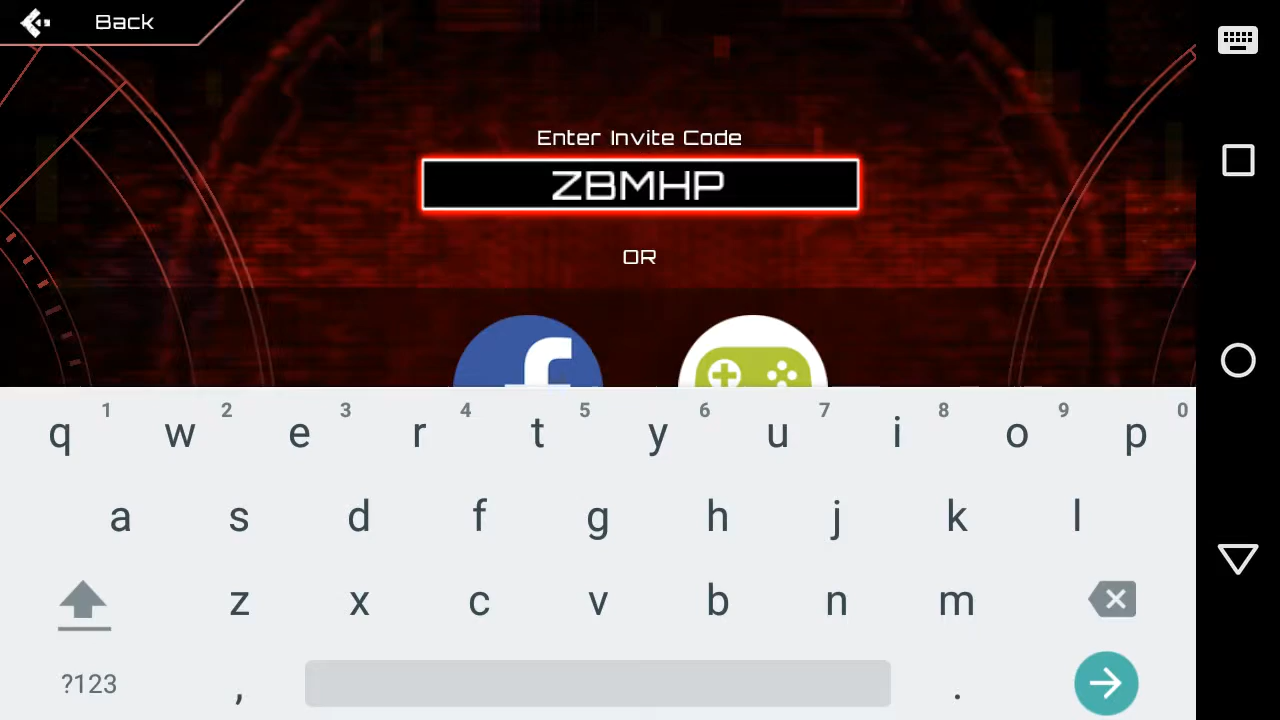 Back
Enter Invite Code
ZBMHP
OR
f
1 2 3 4 5 6 7 8 9 0
q w e r t y u i o p
a s d f g h j k l
z x c v b n m
?123 , .